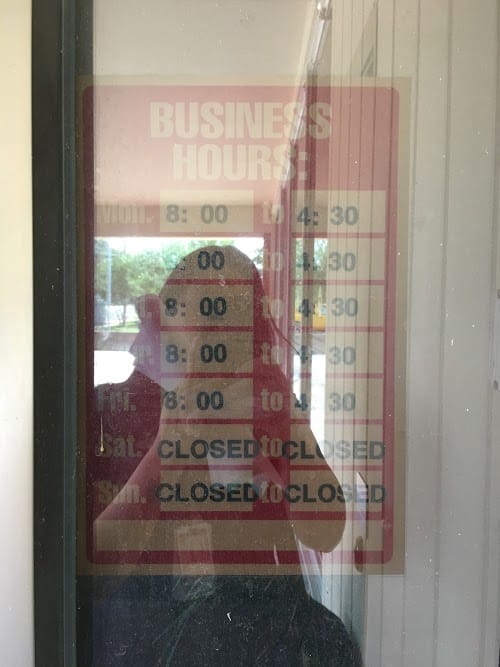 BUSINESS
HOURS:
Mon. 8: 00 to 4: 30
: 00 to 4: 30
8: 00 to 4: 30
8: 00 to 4: 30
Fri. 8: 00 to 4: 30
Sat. CLOSED to CLOSED
Sun. CLOSED to CLOSED